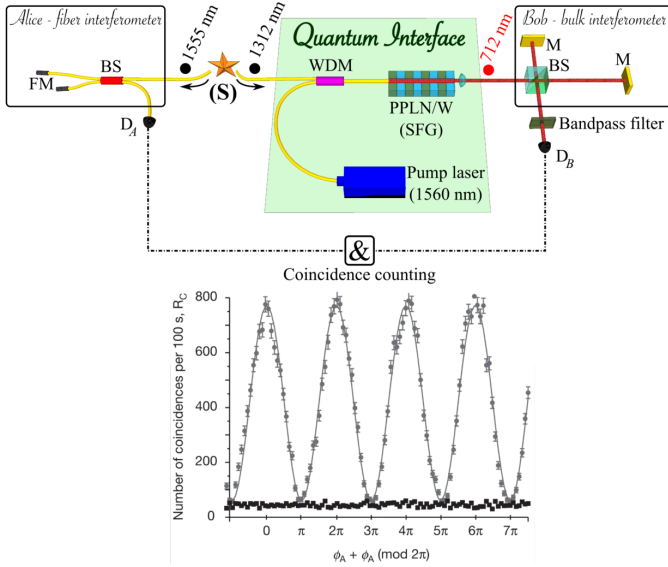 Alice - fiber interferometer
Bob - bulk interferometer
1555 nm
1312 nm
Quantum Interface
712 nm
M
M
BS
BS
FM
(S)
WDM
PPLN/W
(SFG)
Bandpass filter
D_A
D_B
Pump laser
(1560 nm)
&
Coincidence counting
Number of coincidences per 100 s, R_C
800
600
400
200
0
0 π 2π 3π 4π 5π 6π 7π
ϕ_A + ϕ_A (mod 2π)